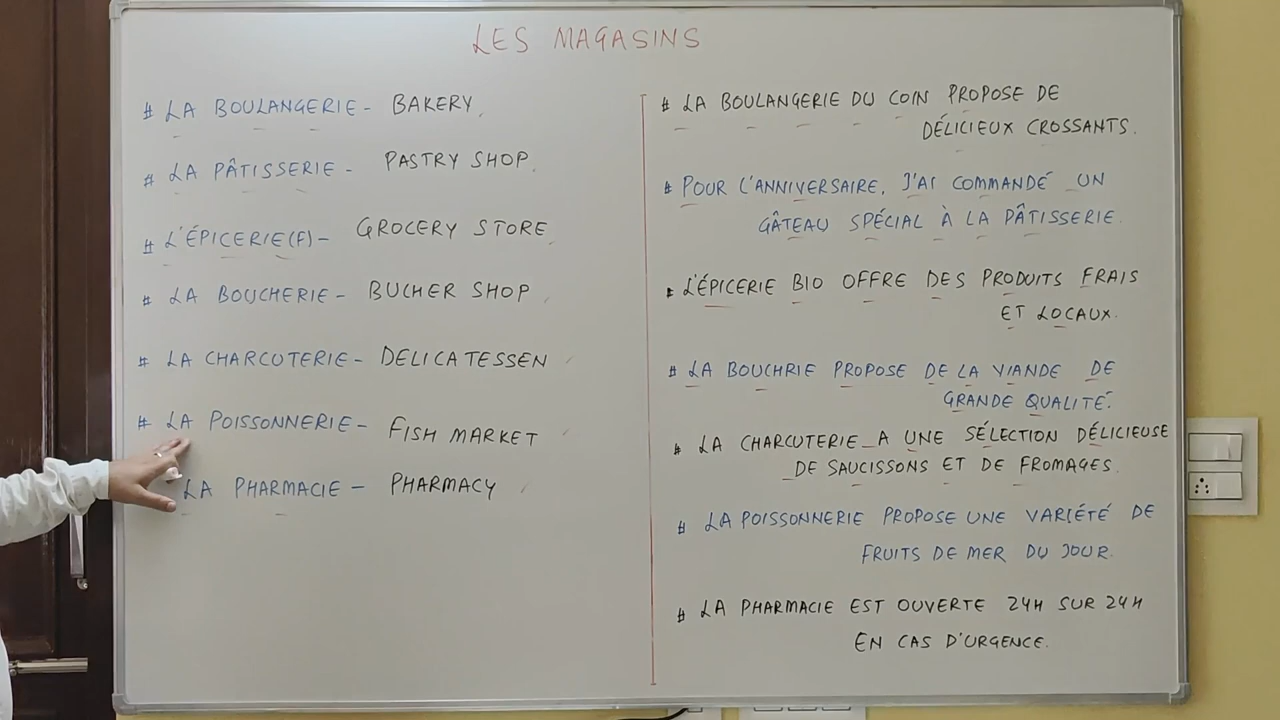 LES MAGASINS
# LA BOULANGERIE - BAKERY
# LA PÂTISSERIE - PASTRY SHOP
# L'ÉPICERIE(F) - GROCERY STORE
# LA BOUCHERIE - BUCHER SHOP
# LA CHARCUTERIE - DELICATESSEN
# LA POISSONNERIE - FISH MARKET
LA PHARMACIE - PHARMACY
# LA BOULANGERIE DU COIN PROPOSE DE
DÉLICIEUX CROSSANTS.
# POUR L'ANNIVERSAIRE, J'AI COMMANDÉ UN
GÂTEAU SPÉCIAL À LA PÂTISSERIE.
# L'ÉPICERIE BIO OFFRE DES PRODUITS FRAIS
ET LOCAUX.
# LA BOUCHRIE PROPOSE DE LA VIANDE DE
GRANDE QUALITÉ.
# LA CHARCUTERIE A UNE SÉLECTION DÉLICIEUSE
DE SAUCISSONS ET DE FROMAGES.
# LA POISSONNERIE PROPOSE UNE VARIÉTÉ DE
FRUITS DE MER DU JOUR.
# LA PHARMACIE EST OUVERTE 24H SUR 24H
EN CAS D'URGENCE.